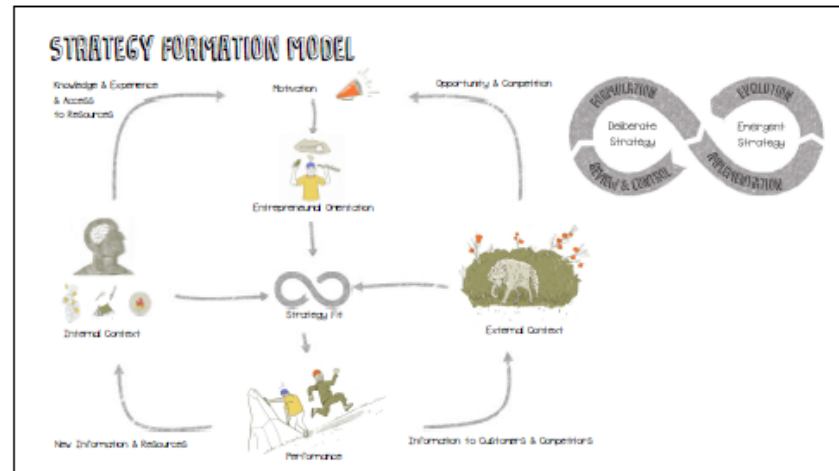 STRATEGY FORMATION MODEL
Knowledge & Experience
& Access
to Resources
Motivation
Opportunity & Competition
FORMULATION
EVOLUTION
Deliberate
Strategy
Emergent
Strategy
REVIEW & CONTROL
IMPLEMENTATION
Entrepreneurial Orientation
Internal Context
Strategy Fit
External Context
New Information & Resources
Performance
Information to Customers & Competitors